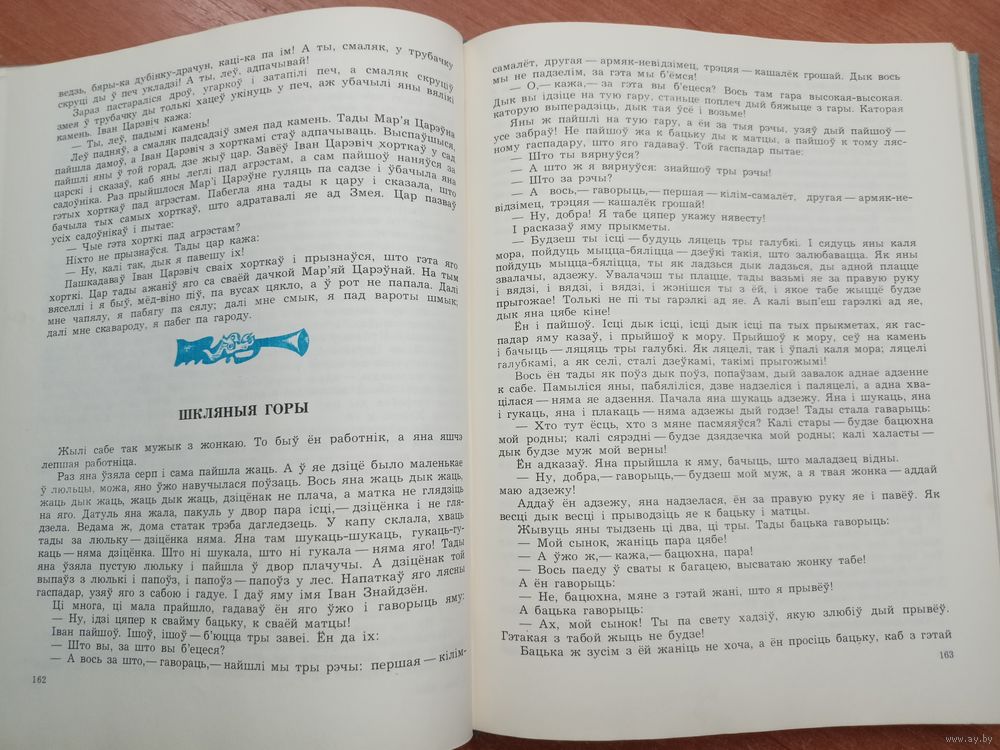 ведзь, бяры-ка дубінку-драчун, каці-ка па ім! А ты, смаляк, у трубачку
скруці ды ў печ укладзі! А ты, леў, адпачывай!
Зараз пастараліся дроў, угаркоў і затапілі печ, а смаляк скруціў
змея ў трубачку ды толькі хацеў укінуць у печ, аж убачылі яны вялікі
камень. Іван Царэвіч кажа:
— Ты, леў, падымі камень!
Леў падняў, а смаляк падсадзіў змея пад камень. Тады Мар'я Царэўна
пайшла дамоў, а Іван Царэвіч з хорткамі стаў адпачываць. Выспаўшыся,
пайшлі яны ў той горад, дзе жыў цар. Завёў Іван Царэвіч хорткаў у сад
царскі і сказаў, каб яны леглі пад агрэстам, а сам пайшоў наняўся за
садоўніка. Раз прыйшлося Мар'і Царэўне гуляць па садзе і ўбачыла яна
гэтых хорткаў пад агрэстам. Пабегла яна тады к цару і сказала, што
бачыла тых самых хорткаў, што адратавалі яе ад Змея. Цар пазваў
усіх садоўнікаў і пытае:
— Чые гэта хорткі пад агрэстам?
Ніхто не прызнаўся. Тады цар кажа:
— Ну, калі так, дык я павешу іх!
Пашкадаваў Іван Царэвіч сваіх хорткаў і прызнаўся, што гэта яго
хорткі. Цар тады ажаніў яго са сваёй дачкой Мар'яй Царэўнай. На тым
вяселлі і я быў, мёд-віно піў, па вусах цякло, а ў рот не папала. Далі
мне чапялу, я пабягу па сялу; далі мне смык, я пад вароты шмык;
далі мне скавароду, я пабег па гароду.
ШКЛЯНЫЯ ГОРЫ
Жылі сабе так мужык з жонкаю. То быў ён работнік, а яна яшчэ
лепшая работніца.
Раз яна ўзяла серп і сама пайшла жаць. А ў яе дзіцё было маленькае
ў люльцы, можа, яно ўжо навучылася поўзаць. Вось яна жаць дык жаць,
жаць дык жаць, жаць дык жаць, дзіцёнак не плача, а матка не глядзіць
на яго. Датуль яна жала, пакуль у двор пара ісці,— дзіцёнка і не гля-
дзела. Ведама ж, дома статак трэба дагледзець. У капу склала, хваць
тады за люльку — дзіцёнка няма. Яна там шукаць-шукаць, гукаць-гу-
каць — няма дзіцёнка. Што ні шукала, што ні гукала — няма яго! Тады
яна ўзяла пустую люльку і пайшла ў двор плачучы. А дзіцёнак той
выпаўз з люлькі і папоўз, і папоўз — папоўз у лес. Напаткаў яго лясны
гаспадар, узяў яго з сабою і гадуе. І даў яму імя Іван Знайдзён.
Ці многа, ці мала прайшло, гадаваў ён яго ўжо і гаворыць яму:
— Ну, ідзі цяпер к свайму бацьку, к сваёй матцы!
Іван пайшоў. Ішоў, ішоў — б'юцца тры завеі. Ён да іх:
— Што вы, за што вы б'ецеся?
— А вось за што,— гавораць,— найшлі мы тры рэчы: першая — кілім-
162
самалёт, другая — армяк-невідзімец, трэцяя — кашалёк грошай. Дык вось
мы не падзелім, за гэта мы б'ёмся!
— О,— кажа,— за гэта вы б'ецеся? Вось там гара высокая-высокая.
Дык вы ідзіце на тую гару, станьце поплеч дый бяжыце з гары. Каторая
каторую выперадзіць, дык тая ўсё і возьме!
Яны ж пайшлі на тую гару, а ён за тыя рэчы, узяў дый пайшоў —
усе забраў! Не пайшоў жа к бацьку ды к матцы, а пайшоў к таму ляс-
ному гаспадару, што яго гадаваў. Той гаспадар пытае:
— Што ты вярнуўся?
— А што ж я вярнуўся: знайшоў тры рэчы!
— Што за рэчы?
— А вось,— гаворыць,— першая — кілім-самалёт, другая — армяк-не-
відзімец, трэцяя — кашалёк грошай!
— Ну, добра! Я табе цяпер укажу нявесту!
І расказаў яму прыкметы.
— Будзеш ты ісці — будуць ляцець тры галубкі. І сядуць яны каля
мора, пойдуць мыцца-бяліцца — дзеўкі такія, што залюбавацца. Як яны
пойдуць мыцца-бяліцца, ты як ладзься дык ладзься, ды адной плацце
звалачы, адзежу. Увалачэш ты плацце, тады вазьмі яе за правую руку
і вядзі, і вядзі, і вядзі, і жэнішся ты з ёй, і якое табе жыццё будзе
прыгожае! Толькі не пі ты гарэлкі ад яе. А калі вып'еш гарэлкі ад яе,
дык яна цябе кіне!
Ён і пайшоў. Ісці дык ісці, ісці дык ісці па тых прыкметах, як гас-
падар яму казаў, і прыйшоў к мору. Прыйшоў к мору, сеў на камень
і бачыць — ляцяць тры галубкі. Як ляцелі, так і ўпалі каля мора; ляцелі
галубкамі, а як селі, сталі дзеўкамі, такімі прыгожымі!
Вось ён тады як поўз дык поўз, попаўзам, дый завалок аднае адзенне
к сабе. Памыліся яны, пабяліліся, дзве надзеліся і паляцелі, а адна хва-
цілася — няма яе адзення. Пачала яна шукаць адзежу. Яна і шукаць, яна
і гукаць, яна і плакаць — няма адзежы дый годзе! Тады стала гаварыць:
— Хто тут ёсць, хто з мяне пасмяяўся? Калі стары — будзе бацюхна
мой родны; калі сярэдні — будзе дзядзечка мой родны; калі халасты —
дык будзе муж мой верны!
Ён адказаў. Яна прыйшла к яму, бачыць, што маладзец відны.
— Ну, добра,— гаворыць,— будзеш мой муж, а я твая жонка — аддай
маю адзежу!
Аддаў ён адзежу, яна надзелася, ён за правую руку яе і павёў. Як
весці дык весці і прыводзіць яе к бацьку і матцы.
Жывуць яны тыдзень ці два, ці тры. Тады бацька гаворыць:
— Мой сынок, жаніць пара цябе!
— А ўжо ж,— кажа,— бацюхна, пара!
— Вось паеду ў сваты к багацею, высватаю жонку табе!
А ён гаворыць:
— Не, бацюхна, мяне з гэтай жані, што я прывёў!
А бацька гаворыць:
— Ах, мой сынок! Ты па свету хадзіў, якую злюбіў дый прывёў.
Гэтакая з табой жыць не будзе!
Бацька ж зусім з ёй жаніць не хоча, а ён просіць бацьку, каб з гэтай
163
www.ay.by